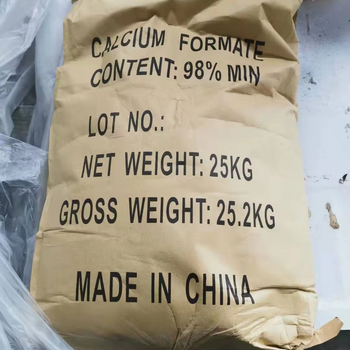 CALCIUM FORMATE
CONTENT: 98% MIN
LOT NO.:
NET WEIGHT: 25KG
GROSS WEIGHT: 25.2KG
MADE IN CHINA